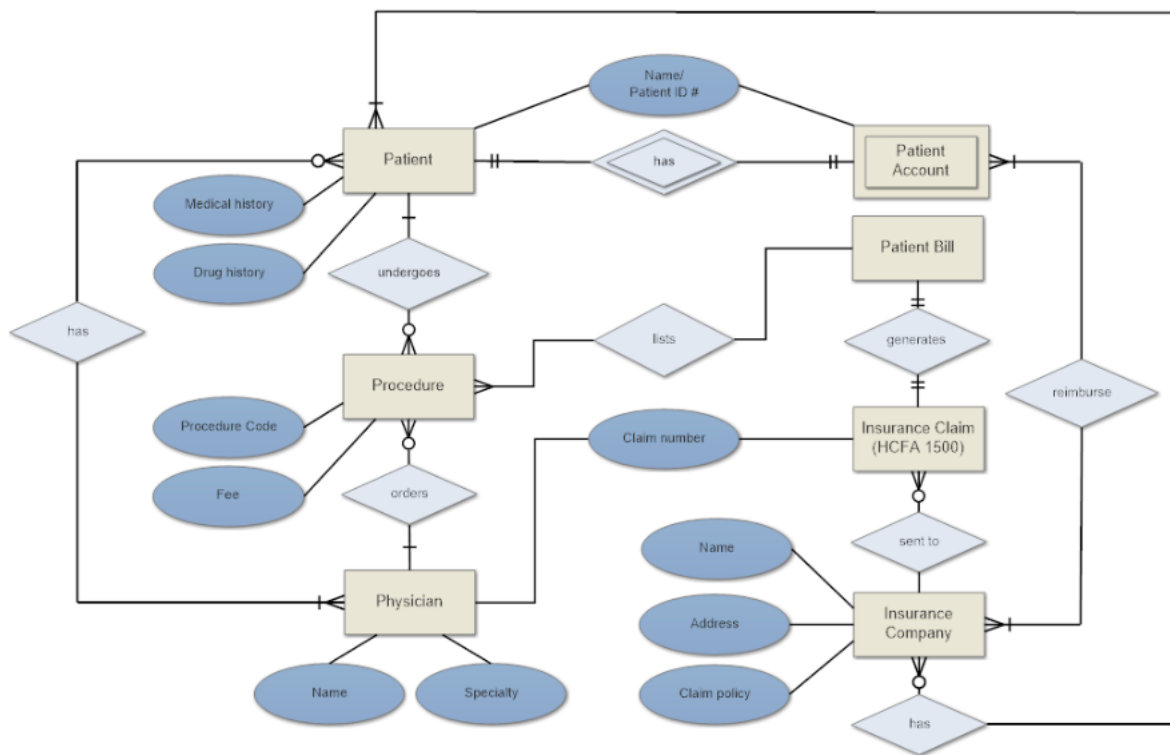 Name/
Patient ID #
Patient
has
Patient
Account
Medical history
Patient Bill
Drug history
undergoes
has
lists
generates
Procedure
reimburse
Procedure Code
Claim number
Insurance Claim
(HCFA 1500)
Fee
orders
Name
sent to
Physician
Insurance
Company
Address
Name
Specialty
Claim policy
has